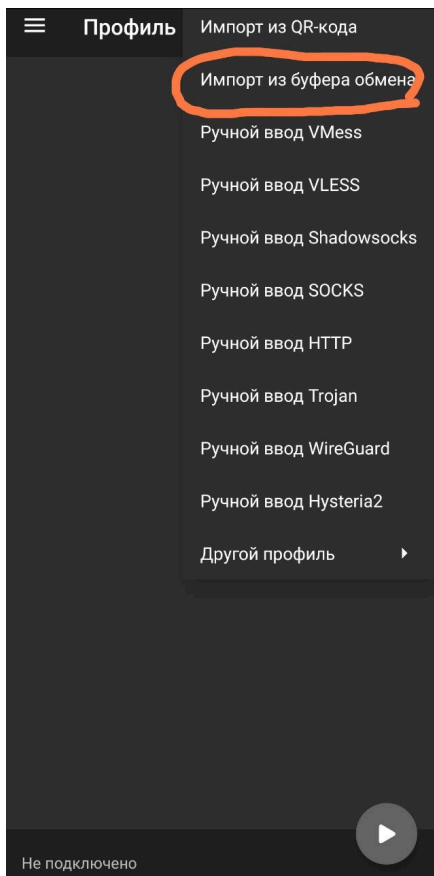 Профиль
Импорт из QR-кода
Импорт из буфера обмена
Ручной ввод VMess
Ручной ввод VLESS
Ручной ввод Shadowsocks
Ручной ввод SOCKS
Ручной ввод HTTP
Ручной ввод Trojan
Ручной ввод WireGuard
Ручной ввод Hysteria2
Другой профиль
Не подключено